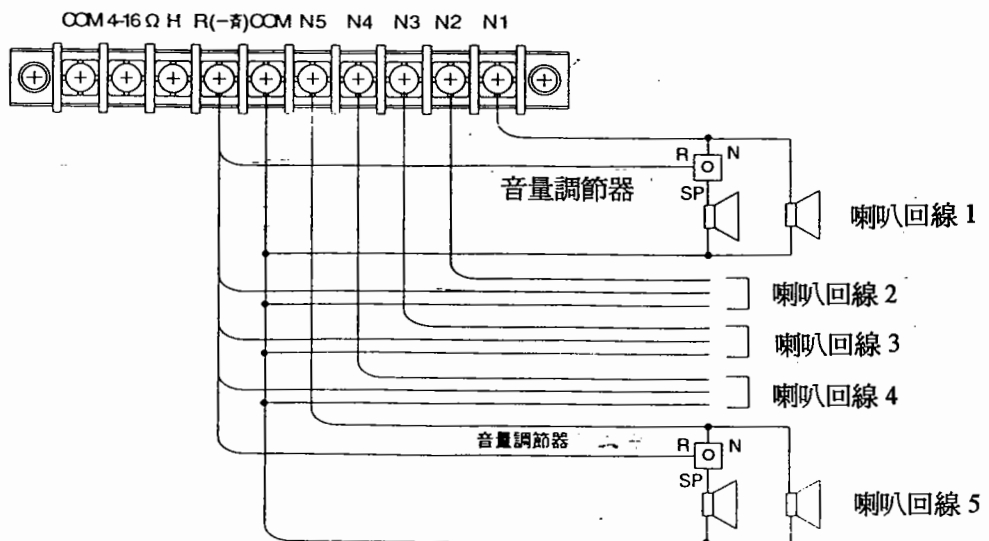 COM 4-16 Ω H R(一斉) COM N5 N4 N3 N2 N1
R N
音量調節器
SP
喇叭回線 1
喇叭回線 2
喇叭回線 3
喇叭回線 4
音量調節器
R N
SP
喇叭回線 5